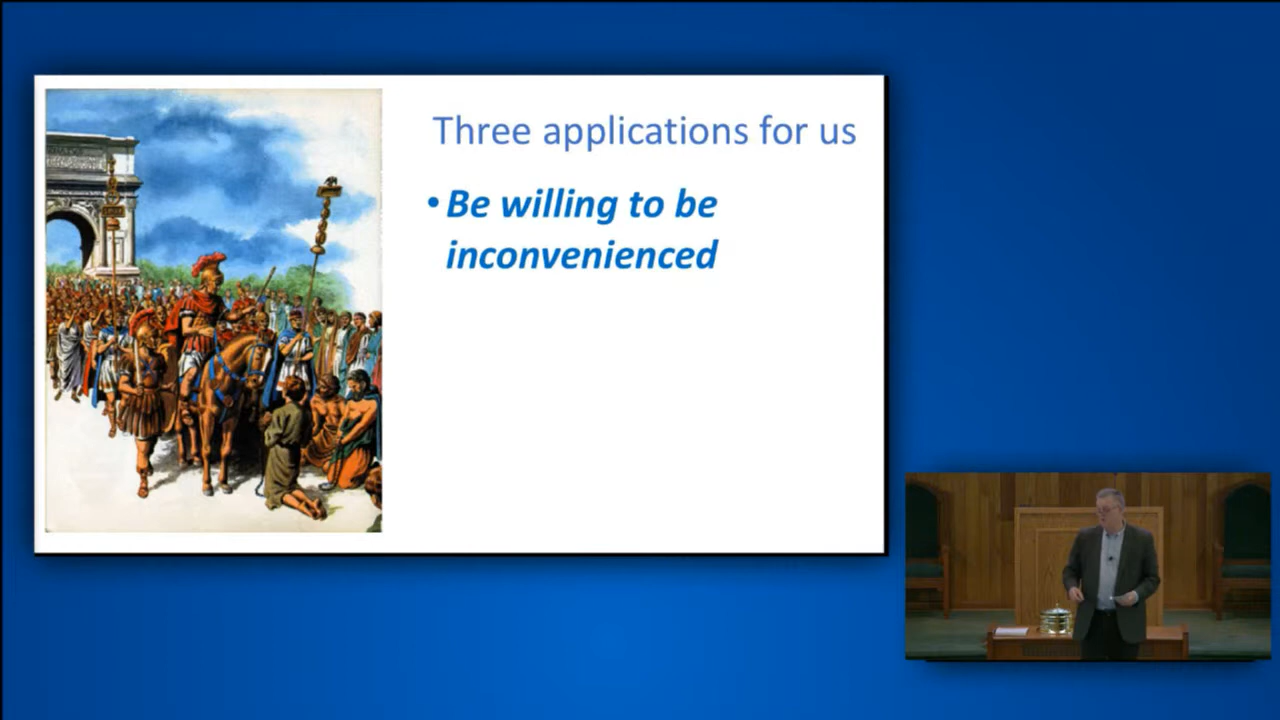 Three applications for us
• Be willing to be
inconvenienced